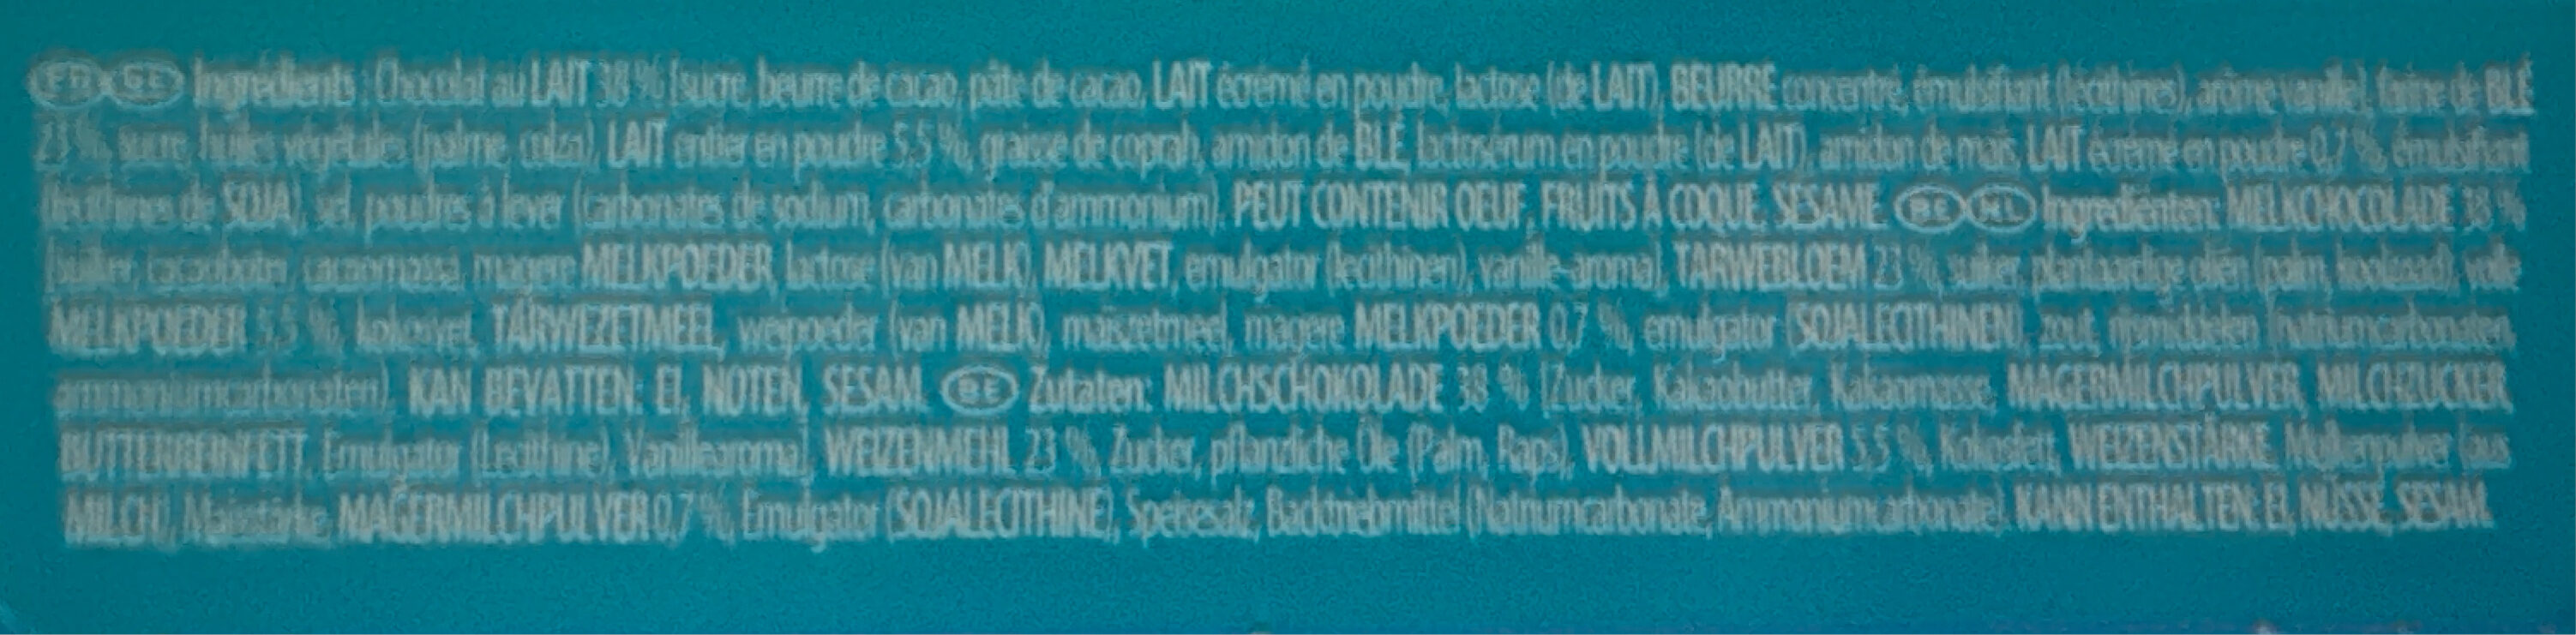 FR BE Ingrédients : Chocolat au LAIT 38 % [sucre, beurre de cacao, pâte de cacao, LAIT écrémé en poudre, lactose (de LAIT), BEURRE concentré, émulsifiant (lécithines), arôme vanille], farine de BLÉ
23 %, sucre, huiles végétales (palme, colza), LAIT entier en poudre 5,5 %, graisse de coprah, amidon de BLÉ, lactosérum en poudre (de LAIT), amidon de maïs, LAIT écrémé en poudre 0,7 %, émulsifiant
(lécithines de SOJA), sel, poudres à lever (carbonates de sodium, carbonates d'ammonium). PEUT CONTENIR OEUF, FRUITS À COQUE, SESAME. BE NL Ingrediënten: MELKCHOCOLADE 38 %
[suiker, cacaoboter, cacaomassa, magere MELKPOEDER, lactose (van MELK), MELKVET, emulgator (lecithinen), vanille-aroma], TARWEBLOEM 23 %, suiker, plantaardige oliën (palm, koolzaad), volle
MELKPOEDER 5,5 %, kokosvet, TARWEZETMEEL, weipoeder (van MELK), maïszetmeel, magere MELKPOEDER 0,7 %, emulgator (SOJALECITHINEN), zout, rijsmiddelen (natriumcarbonaten,
ammoniumcarbonaten). KAN BEVATTEN: EI, NOTEN, SESAM. BE Zutaten: MILCHSCHOKOLADE 38 % [Zucker, Kakaobutter, Kakaomasse, MAGERMILCHPULVER, MILCHZUCKER,
BUTTERREINFETT, Emulgator (Lecithine), Vanillearoma], WEIZENMEHL 23 %, Zucker, pflanzliche Öle (Palm, Raps), VOLLMILCHPULVER 5,5 %, Kokosfett, WEIZENSTÄRKE, Molkenpulver (aus
MILCH), Maisstärke, MAGERMILCHPULVER 0,7 %, Emulgator (SOJALECITHINE), Speisesalz, Backtriebmittel (Natriumcarbonate, Ammoniumcarbonate). KANN ENTHALTEN: EI, NÜSSE, SESAM.